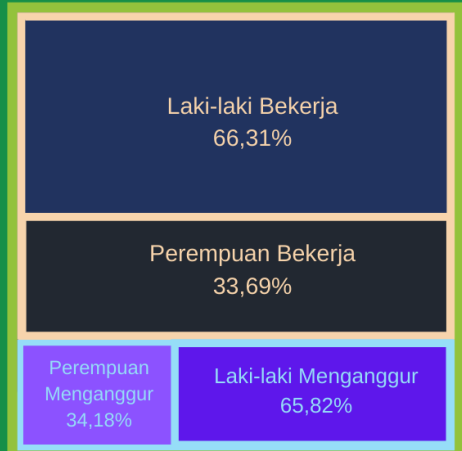 Laki-laki Bekerja
66,31%
Perempuan Bekerja
33,69%
Perempuan
Menganggur
34,18%
Laki-laki Menganggur
65,82%